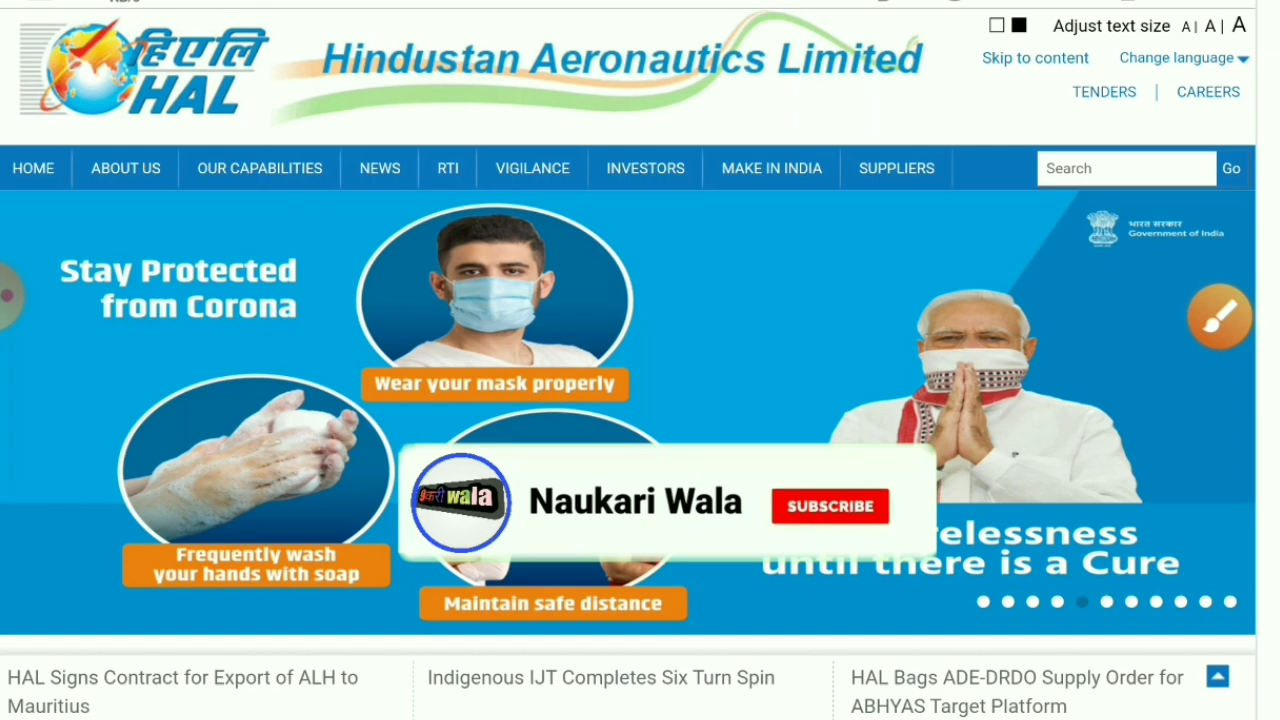 हिएलि
HAL
Hindustan Aeronautics Limited
Adjust text size A| A| A
Skip to content Change language
TENDERS | CAREERS
HOME ABOUT US OUR CAPABILITIES NEWS RTI VIGILANCE INVESTORS MAKE IN INDIA SUPPLIERS Search Go
भारत सरकार
Government of India
Stay Protected
from Corona
Wear your mask properly
Frequently wash
your hands with soap
Maintain safe distance
नौकरी wala
Naukari Wala SUBSCRIBE
until there is a Cure
HAL Signs Contract for Export of ALH to
Mauritius
Indigenous IJT Completes Six Turn Spin
HAL Bags ADE-DRDO Supply Order for
ABHYAS Target Platform